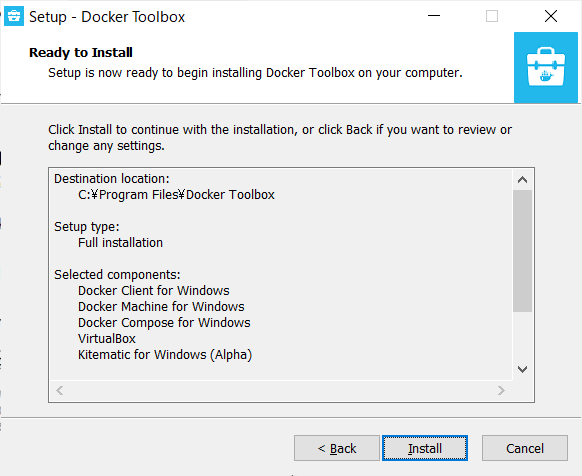 Setup - Docker Toolbox
Ready to Install
Setup is now ready to begin installing Docker Toolbox on your computer.
Click Install to continue with the installation, or click Back if you want to review or
change any settings.
Destination location:
C:¥Program Files¥Docker Toolbox
Setup type:
Full installation
Selected components:
Docker Client for Windows
Docker Machine for Windows
Docker Compose for Windows
VirtualBox
Kitematic for Windows (Alpha)
< Back
Install
Cancel